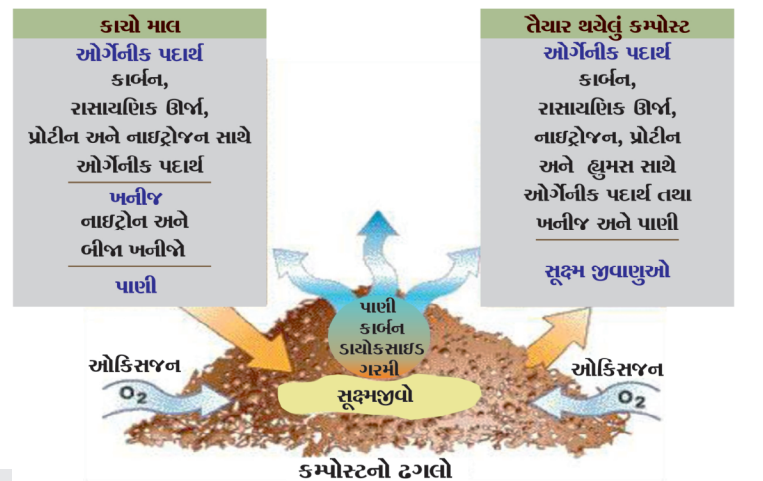 કાચો માલ
ઓર્ગેનીક પદાર્થ
કાર્બન,
રાસાયણિક ઊર્જા,
પ્રોટીન અને નાઇટ્રોજન સાથે
ઓર્ગેનીક પદાર્થ
ખનીજ
નાઇટ્રોન અને
બીજા ખનીજો
પાણી
તૈયાર થયેલું કમ્પોસ્ટ
ઓર્ગેનીક પદાર્થ
કાર્બન,
રાસાયણિક ઊર્જા,
નાઇટ્રોજન, પ્રોટીન
અને હ્યુમસ સાથે
ઓર્ગેનીક પદાર્થ તથા
ખનીજ અને પાણી
સૂક્ષ્મ જીવાણુઓ
પાણી
કાર્બન
ડાયોકસાઇડ
ગરમી
સૂક્ષ્મજીવો
ઓકિસજન
O₂
ઓકિસજન
O₂
કમ્પોસ્ટનો ઢગલો